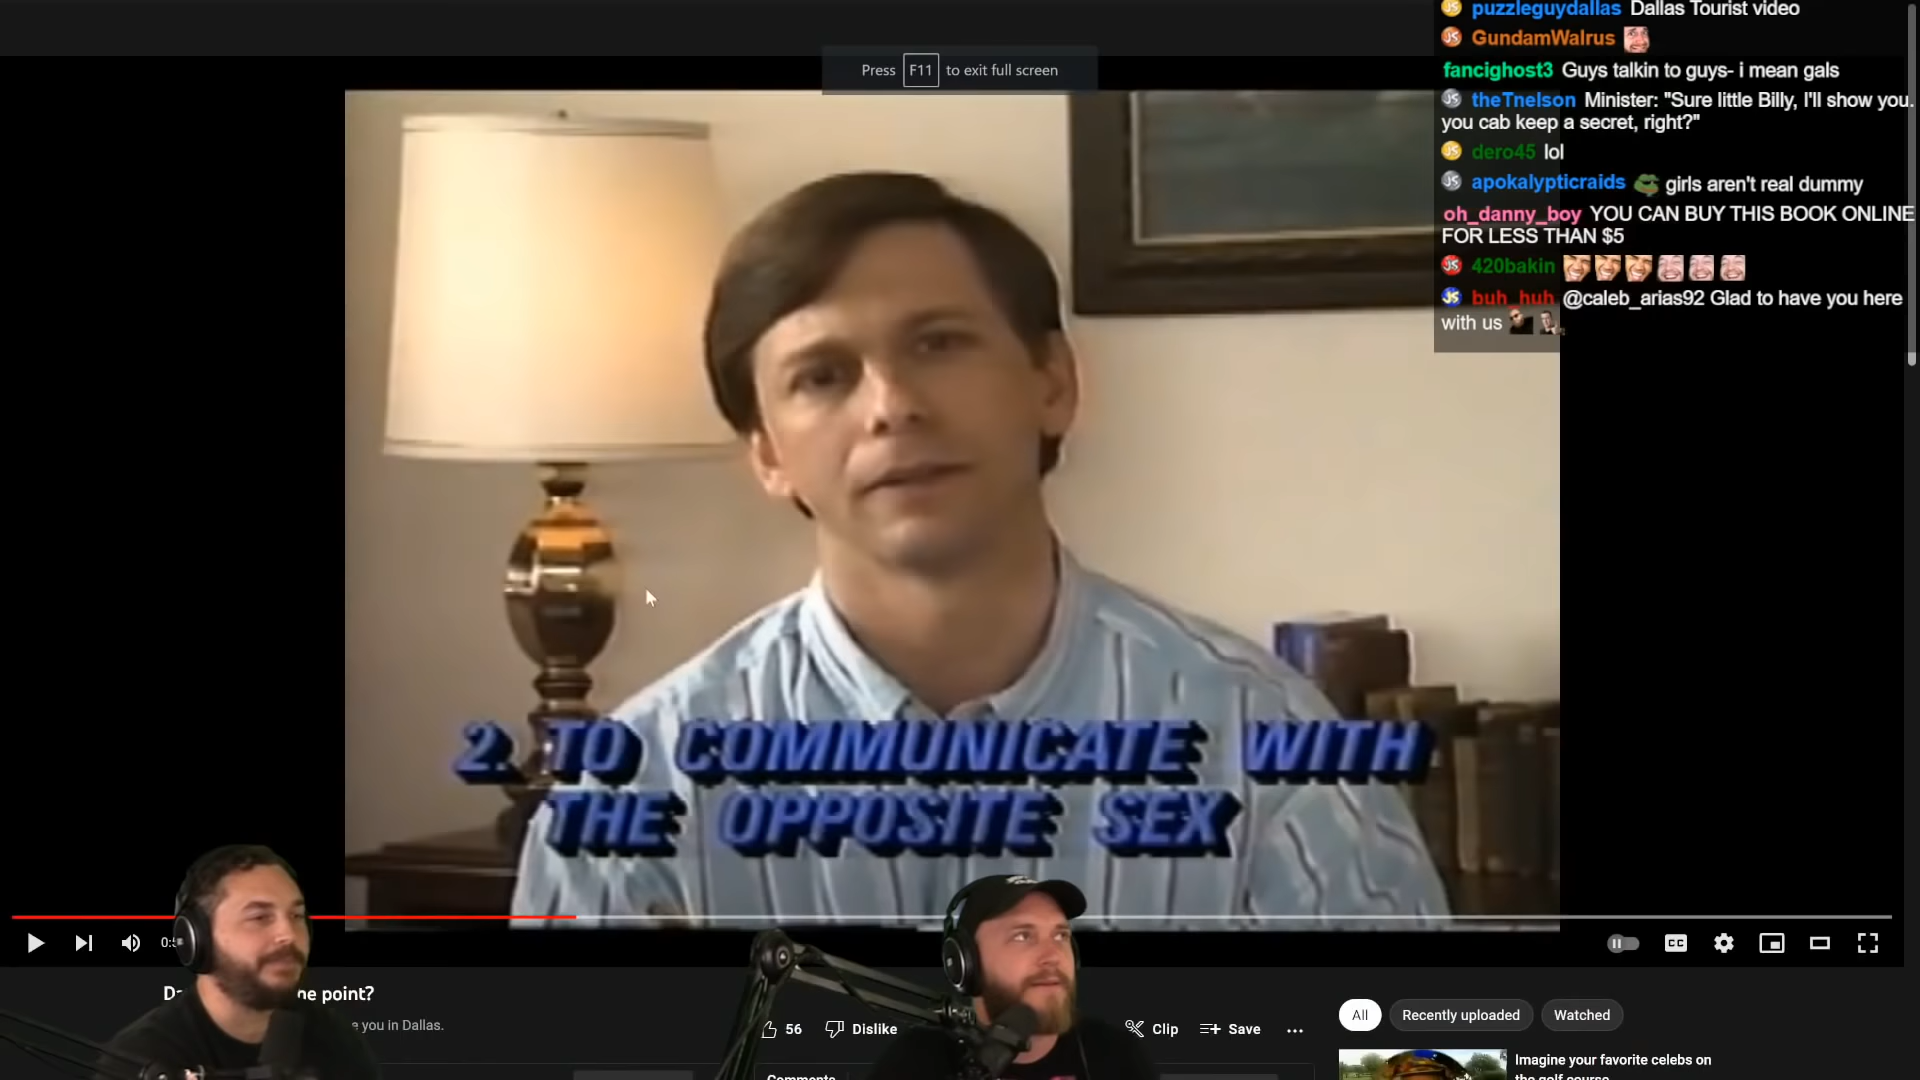 puzzleguydallas Dallas Tourist video
GundamWalrus
fancighost3 Guys talkin to guys- i mean gals
theTnelson Minister: "Sure little Billy, I'll show you.
you cab keep a secret, right?"
dero45 lol
apokalypticraids girls aren't real dummy
oh_danny_boy YOU CAN BUY THIS BOOK ONLINE
FOR LESS THAN $5
420bakin
buh_huh @caleb_arias92 Glad to have you here
with us
Press F11 to exit full screen
2. TO COMMUNICATE WITH
THE OPPOSITE SEX
CC
ne point?
e you in Dallas.
56 Dislike
Clip
Save
All Recently uploaded Watched
Imagine your favorite celebs on
the golf course
Comments